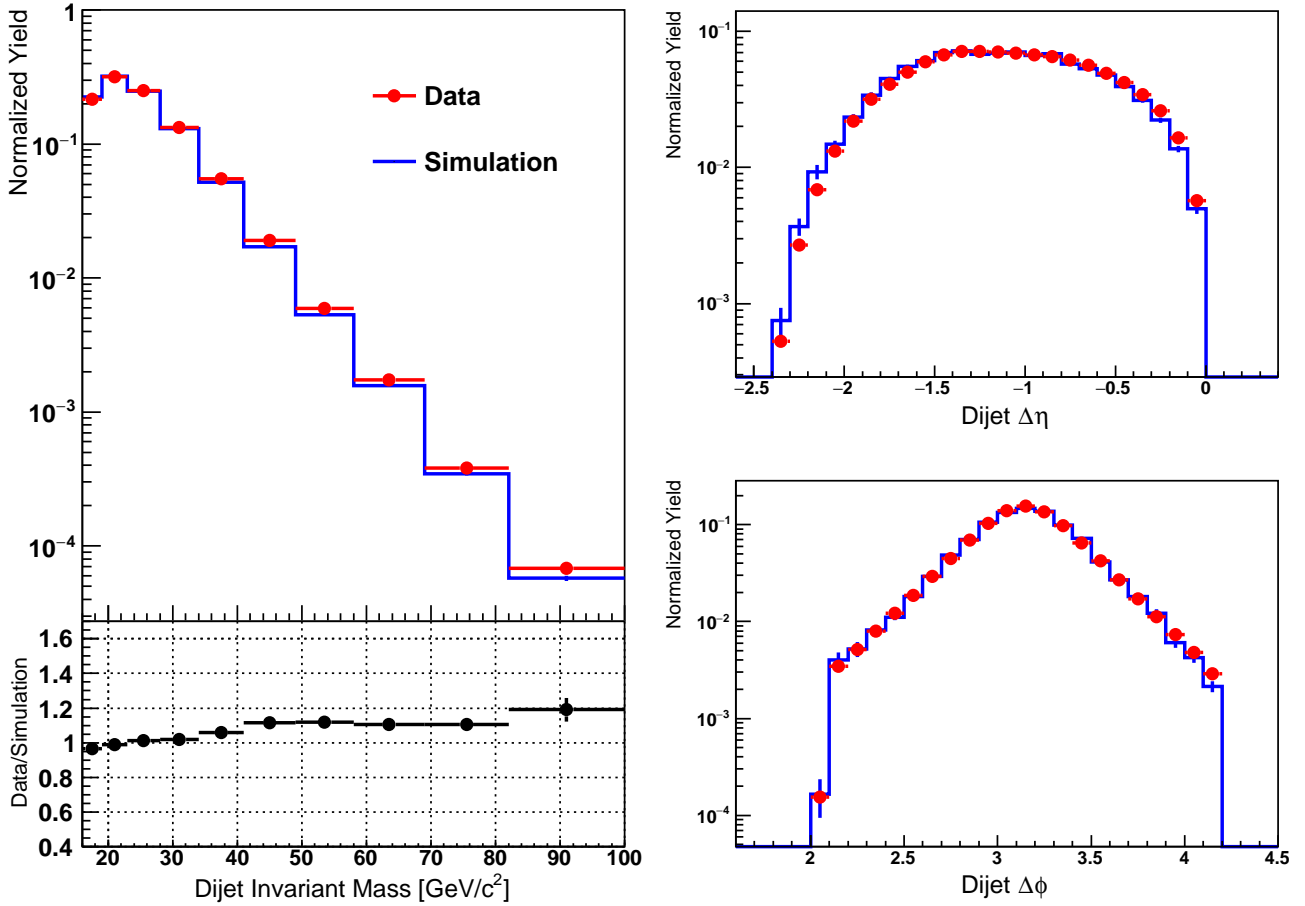 Normalized Yield
1
10⁻¹
10⁻²
10⁻³
10⁻⁴
Data
Simulation
Data/Simulation
1.6
1.4
1.2
1
0.8
0.6
0.4
20 30 40 50 60 70 80 90 100
Dijet Invariant Mass [GeV/c²]
Normalized Yield
10⁻¹
10⁻²
10⁻³
−2.5 −2 −1.5 −1 −0.5 0
Dijet Δη
Normalized Yield
10⁻¹
10⁻²
10⁻³
10⁻⁴
2 2.5 3 3.5 4 4.5
Dijet Δϕ